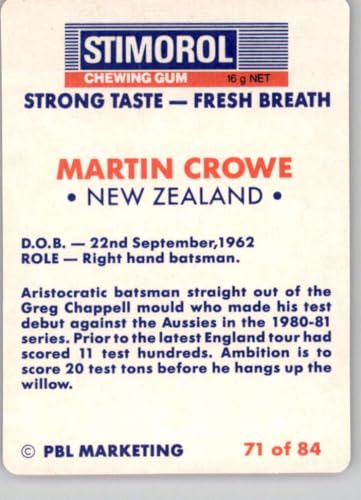 STIMOROL
CHEWING GUM 16 g NET
STRONG TASTE — FRESH BREATH
MARTIN CROWE
• NEW ZEALAND •
D.O.B. — 22nd September,1962
ROLE — Right hand batsman.
Aristocratic batsman straight out of the
Greg Chappell mould who made his test
debut against the Aussies in the 1980-81
series. Prior to the latest England tour had
scored 11 test hundreds. Ambition is to
score 20 test tons before he hangs up the
willow.
© PBL MARKETING 71 of 84